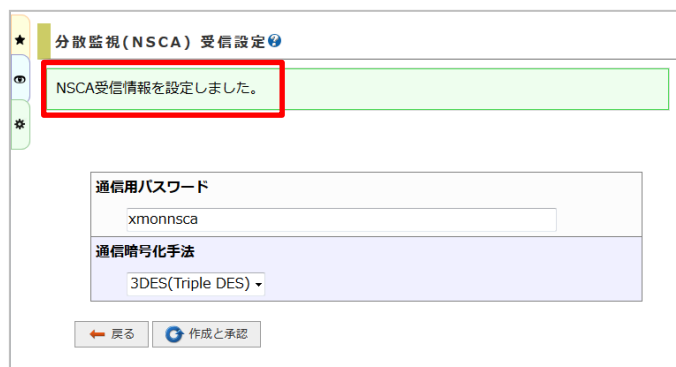 分散監視(NSCA) 受信設定?
NSCA受信情報を設定しました。
通信用パスワード
xmonnsca
通信暗号化手法
3DES(Triple DES)
戻る 作成と承認